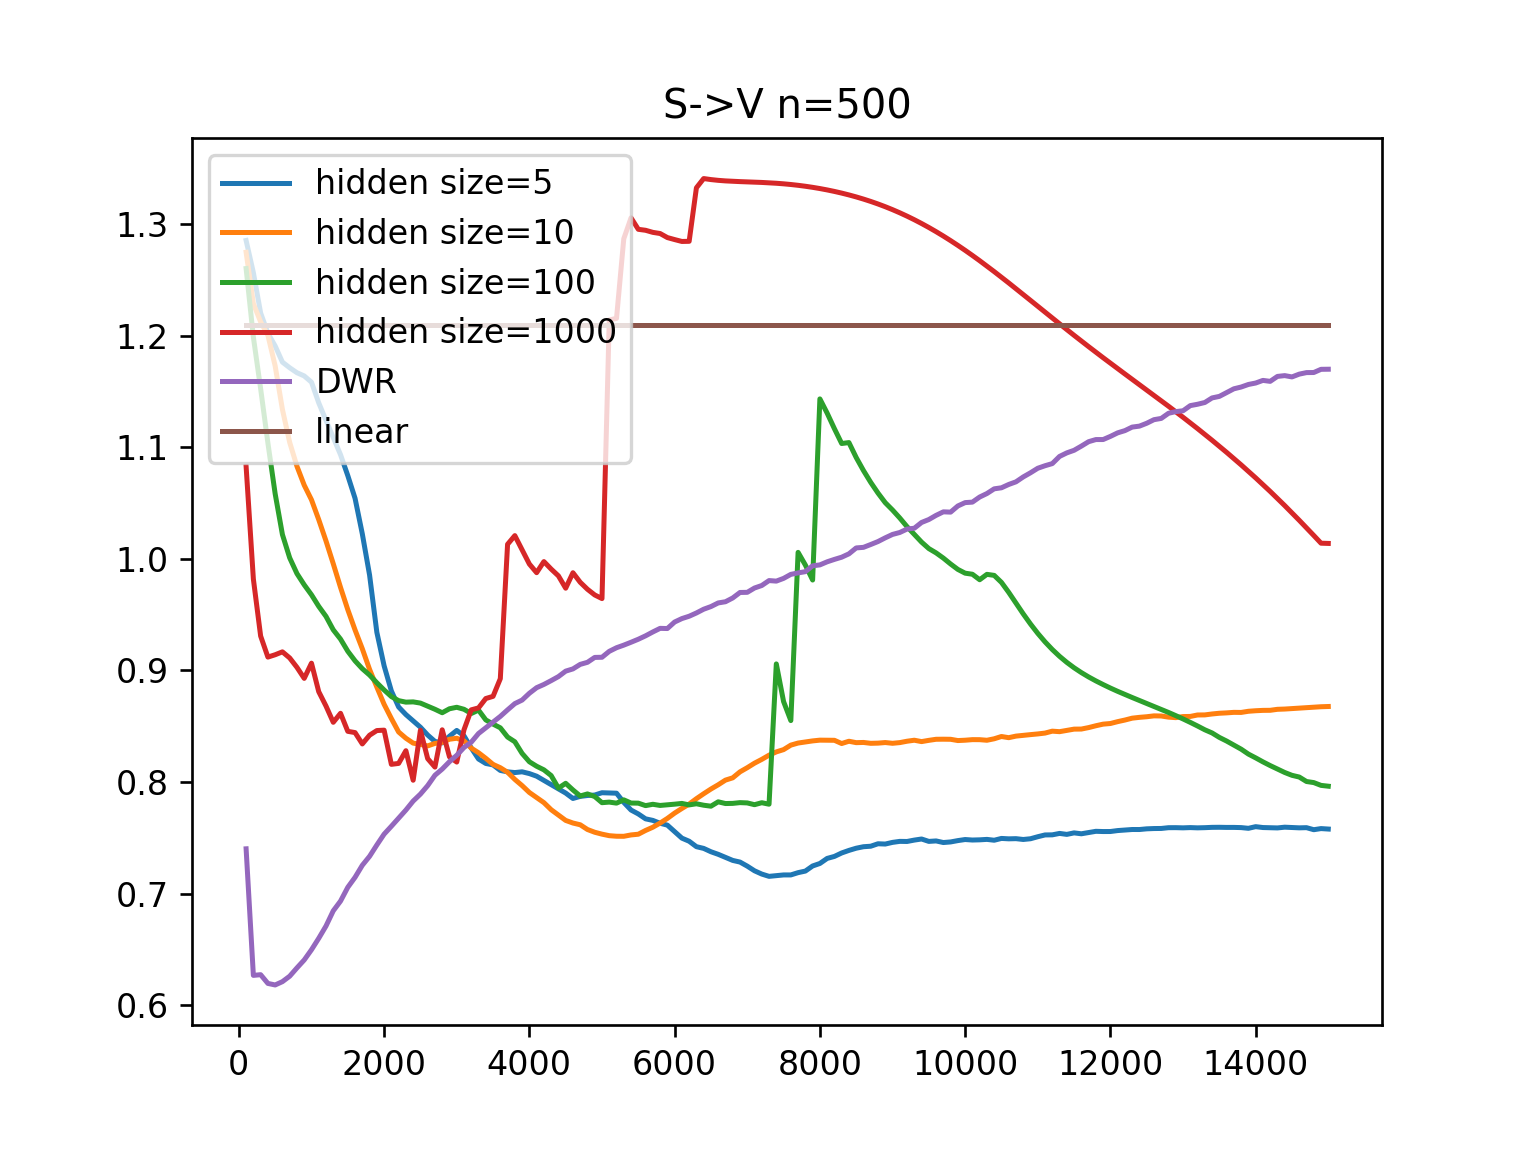 S->V n=500
hidden size=5
hidden size=10
hidden size=100
hidden size=1000
DWR
linear
1.3
1.2
1.1
1.0
0.9
0.8
0.7
0.6
0 2000 4000 6000 8000 10000 12000 14000